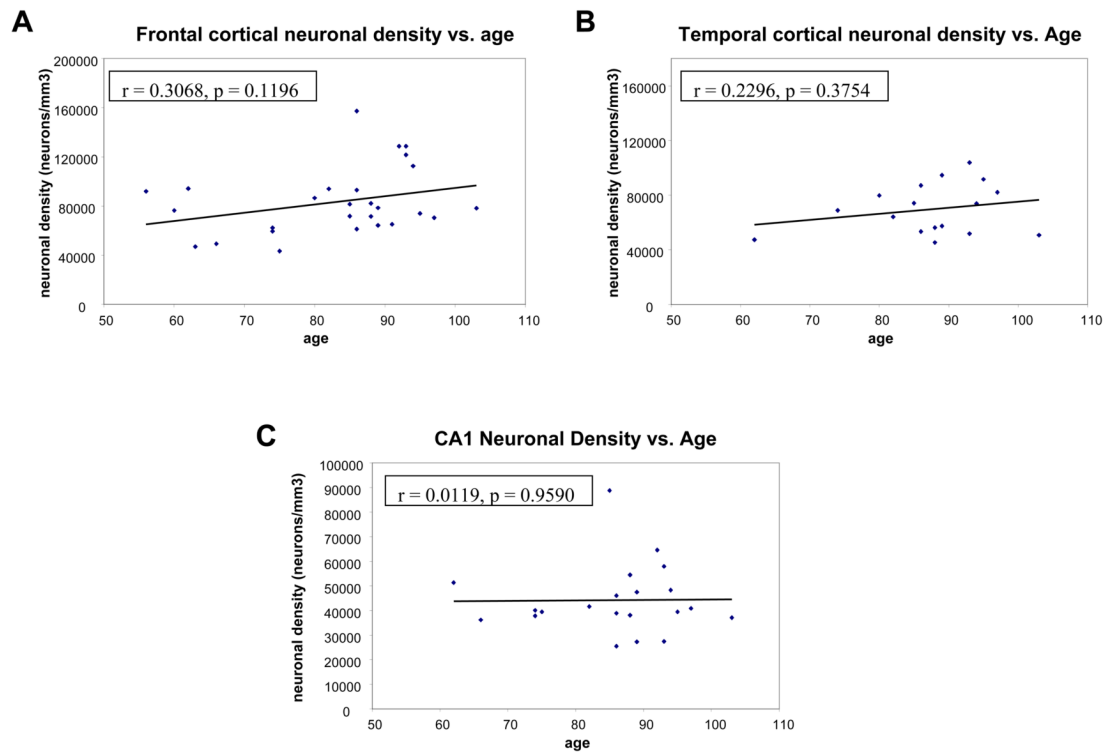 A
Frontal cortical neuronal density vs. age
neuronal density (neurons/mm3)
200000
160000
120000
80000
40000
0
r = 0.3068, p = 0.1196
50 60 70 80 90 100 110
age
B
Temporal cortical neuronal density vs. Age
neuronal density (neurons/mm3)
160000
120000
80000
40000
0
r = 0.2296, p = 0.3754
50 60 70 80 90 100 110
age
C
CA1 Neuronal Density vs. Age
neuronal density (neurons/mm3)
100000
90000
80000
70000
60000
50000
40000
30000
20000
10000
0
r = 0.0119, p = 0.9590
50 60 70 80 90 100 110
age